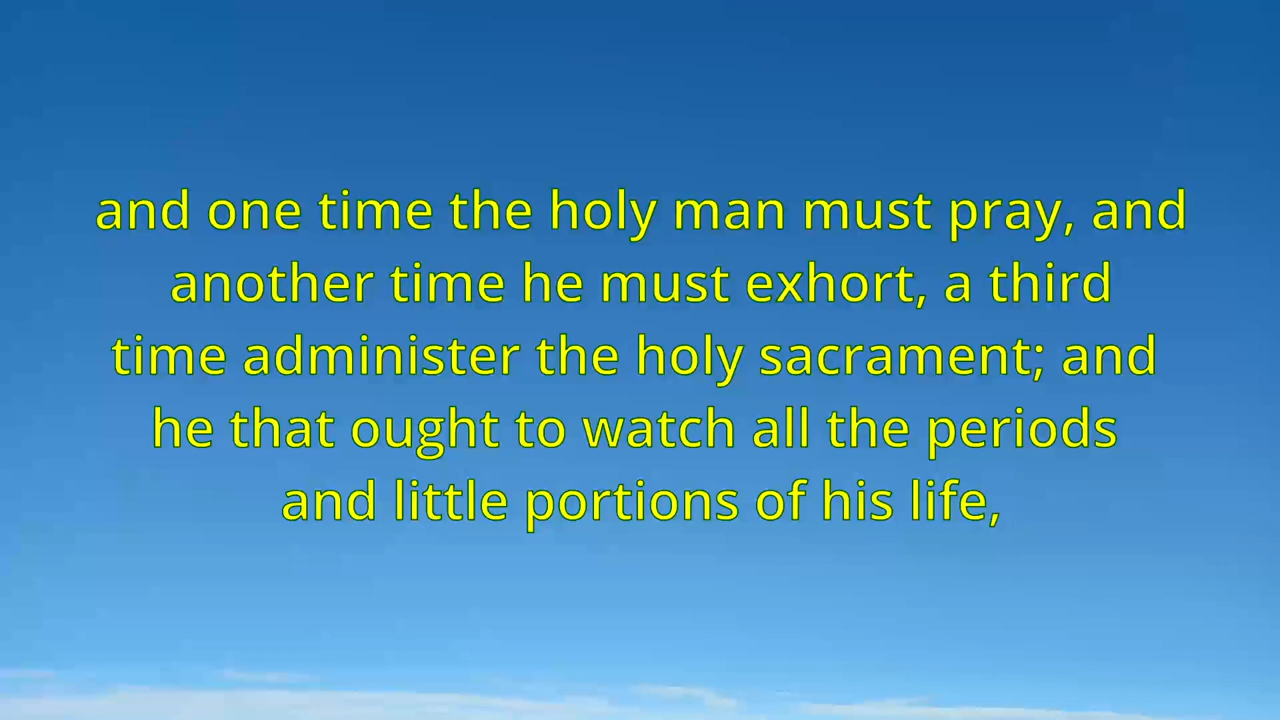 and one time the holy man must pray, and
another time he must exhort, a third
time administer the holy sacrament; and
he that ought to watch all the periods
and little portions of his life,